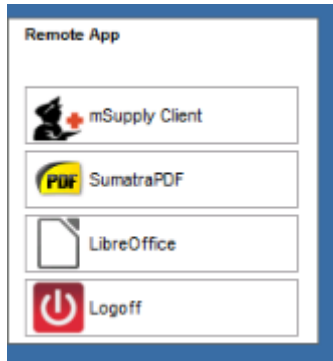 Remote App
mSupply Client
PDF SumatraPDF
LibreOffice
Logoff